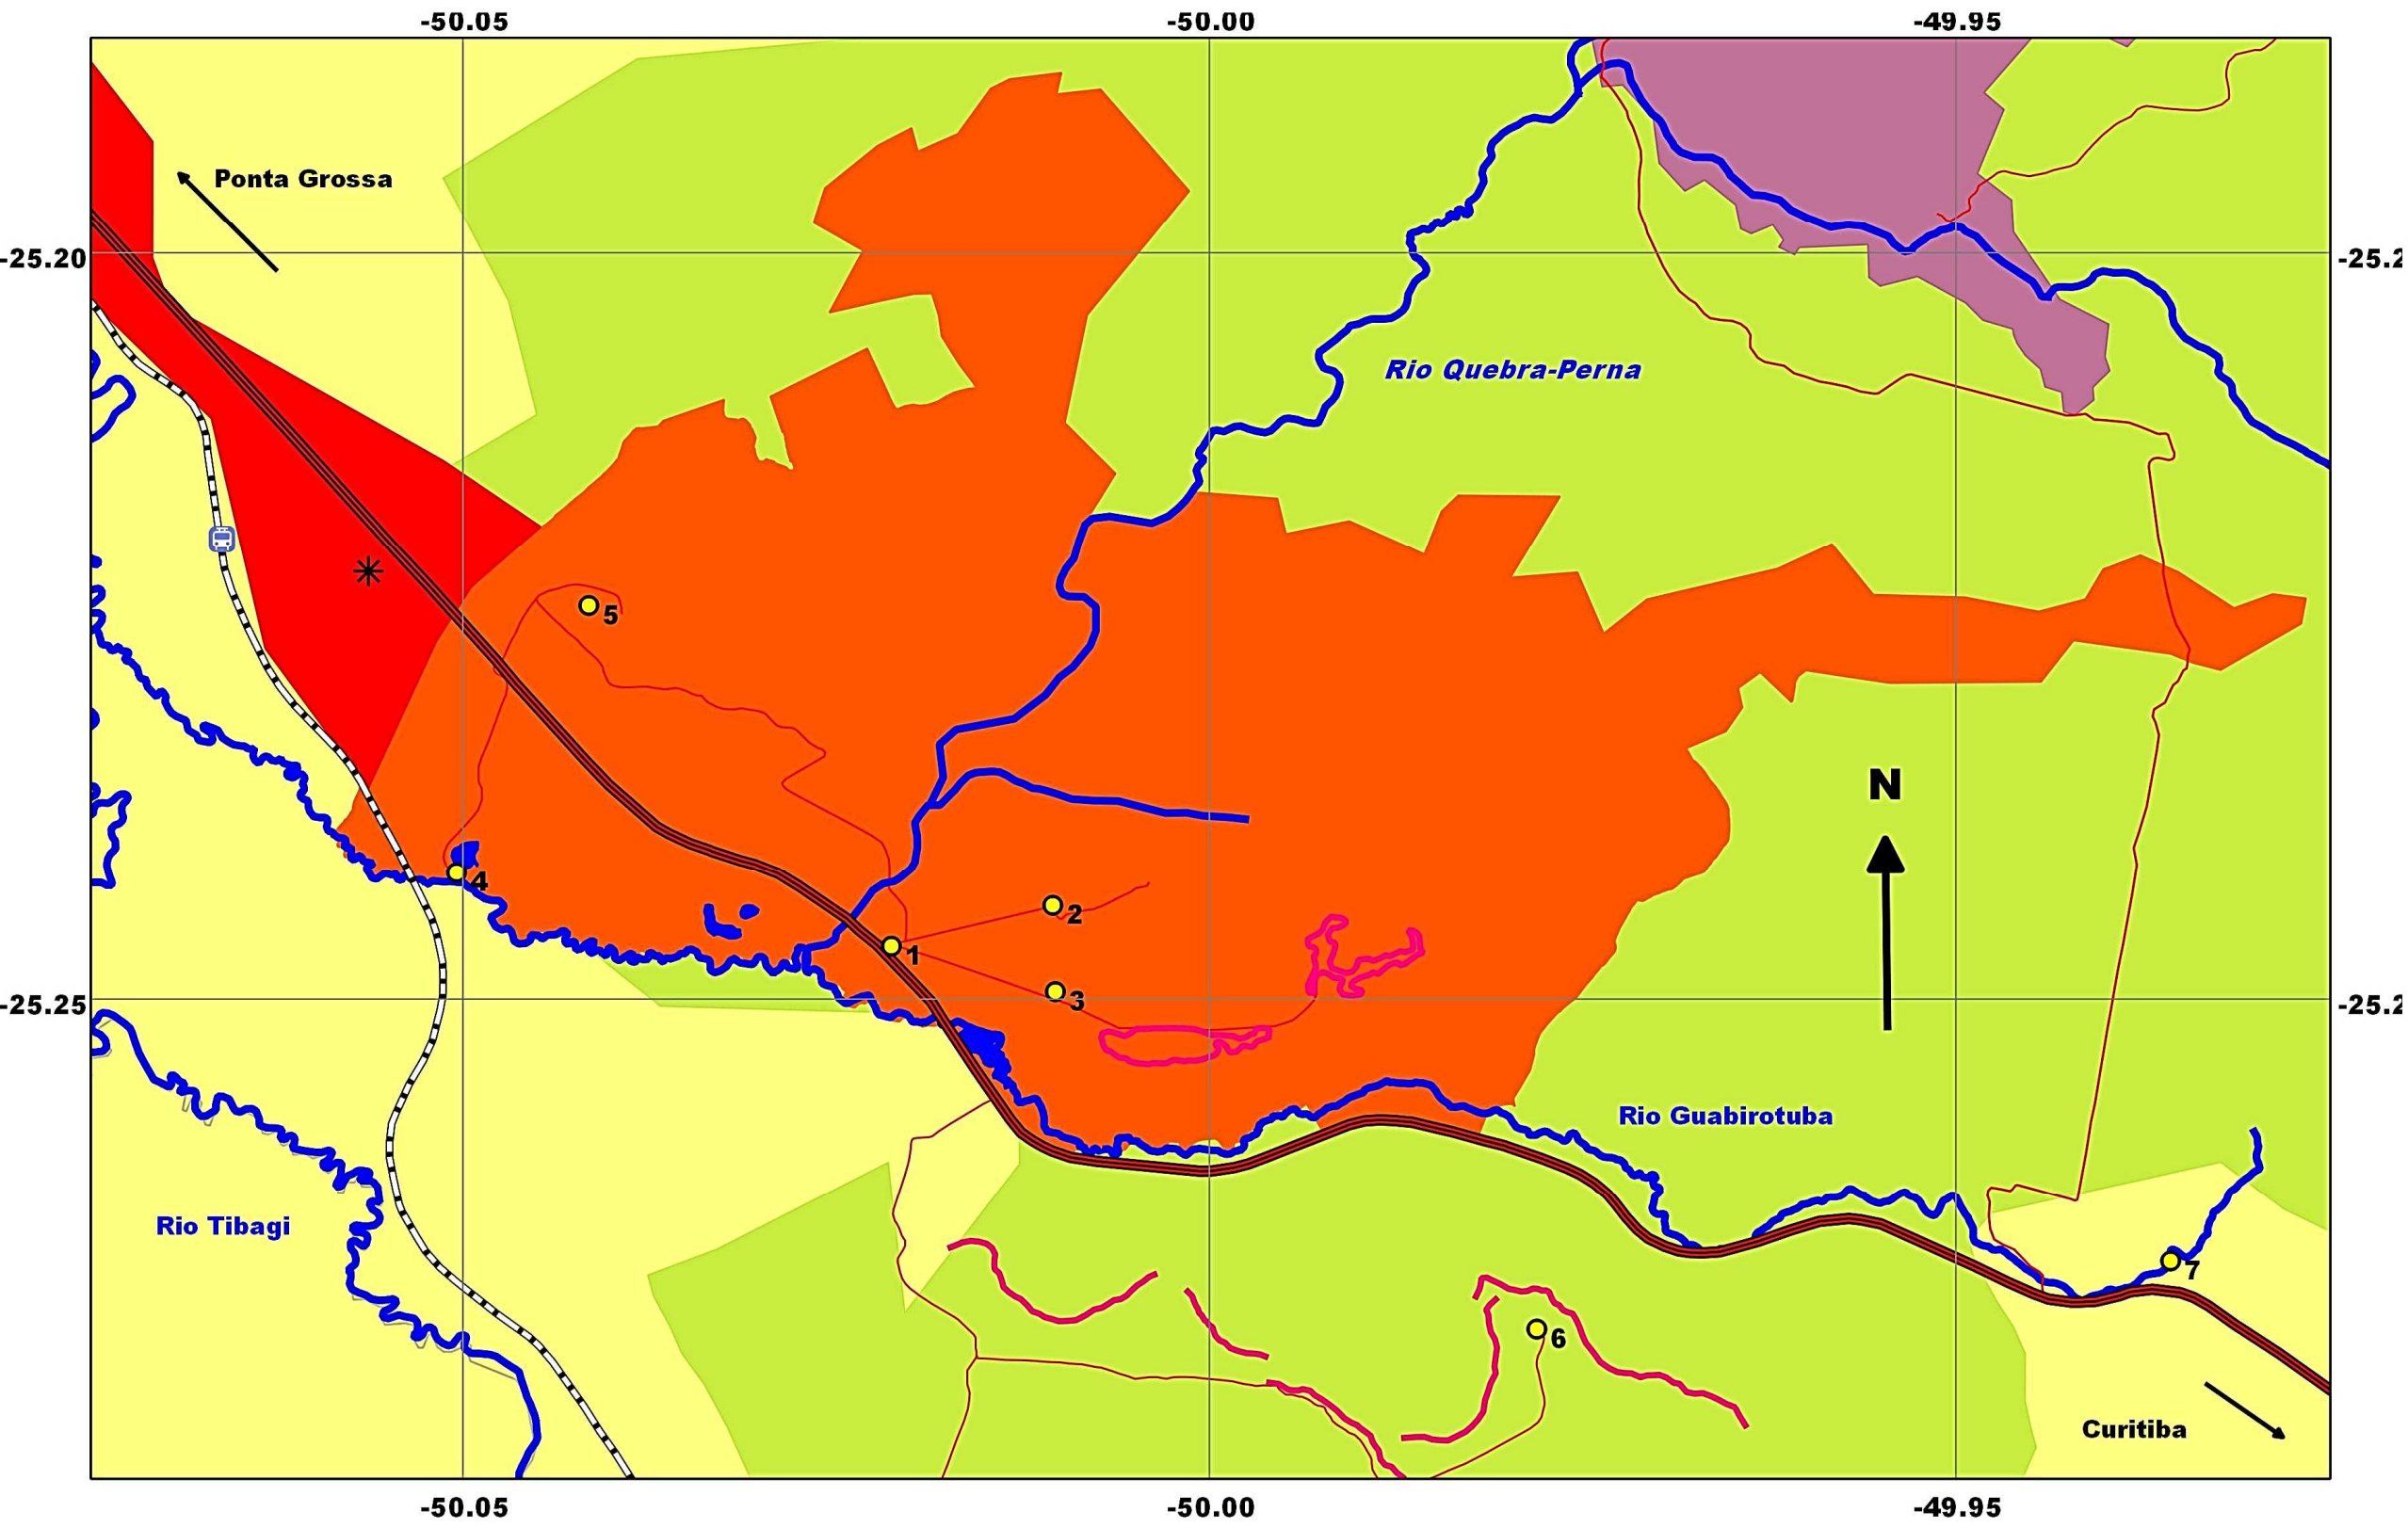 -50.05 -50.00 -49.95
Ponta Grossa
-25.20 -25.2
Rio Quebra-Perna
5
N
4
2
1
3
-25.25 -25.2
Rio Guabirotuba
Rio Tibagi
7
6
Curitiba
-50.05 -50.00 -49.95